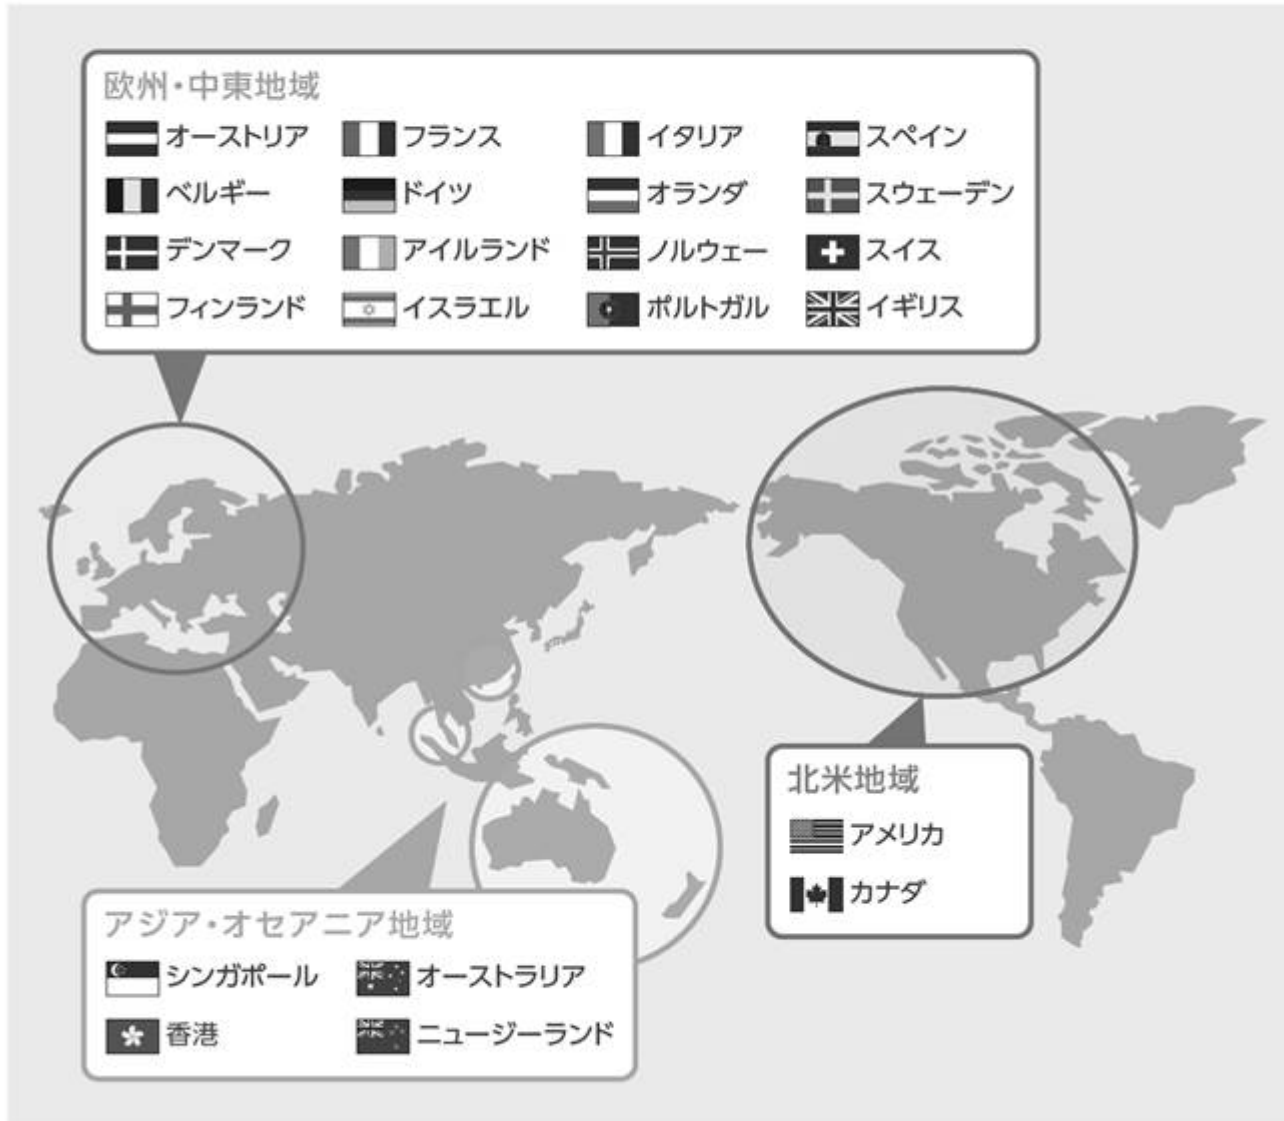 欧州・中東地域
オーストリア フランス イタリア スペイン
ベルギー ドイツ オランダ スウェーデン
デンマーク アイルランド ノルウェー スイス
フィンランド イスラエル ポルトガル イギリス
北米地域
アメリカ
カナダ
アジア・オセアニア地域
シンガポール オーストラリア
香港 ニュージーランド